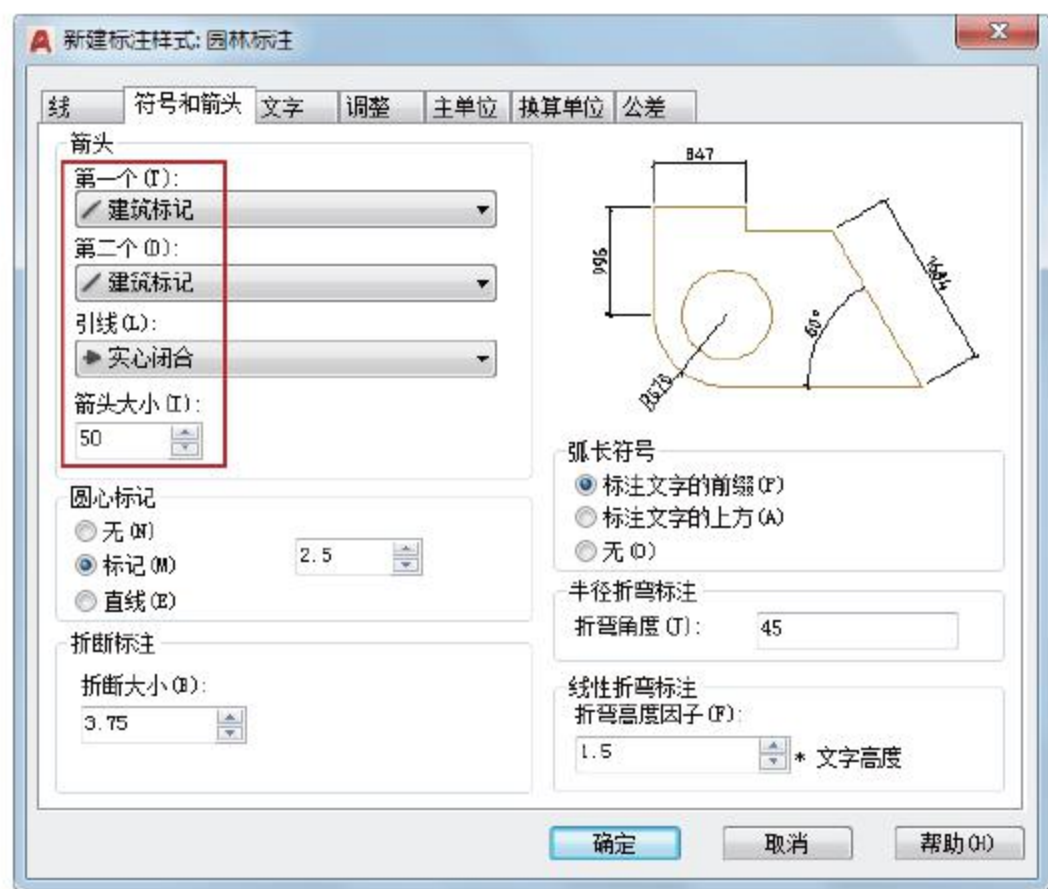 新建标注样式: 园林标注
线 符号和箭头 文字 调整 主单位 换算单位 公差
箭头
第一个(T):
建筑标记
第二个(D):
建筑标记
引线(L):
实心闭合
箭头大小(I):
50
圆心标记
无(N)
标记(M)
2.5
直线(E)
折断标注
折断大小(B):
3.75
847
996
1684
60°
R678
弧长符号
标注文字的前缀(P)
标注文字的上方(A)
无(O)
半径折弯标注
折弯角度(J):
45
线性折弯标注
折弯高度因子(F):
1.5
* 文字高度
确定
取消
帮助(H)